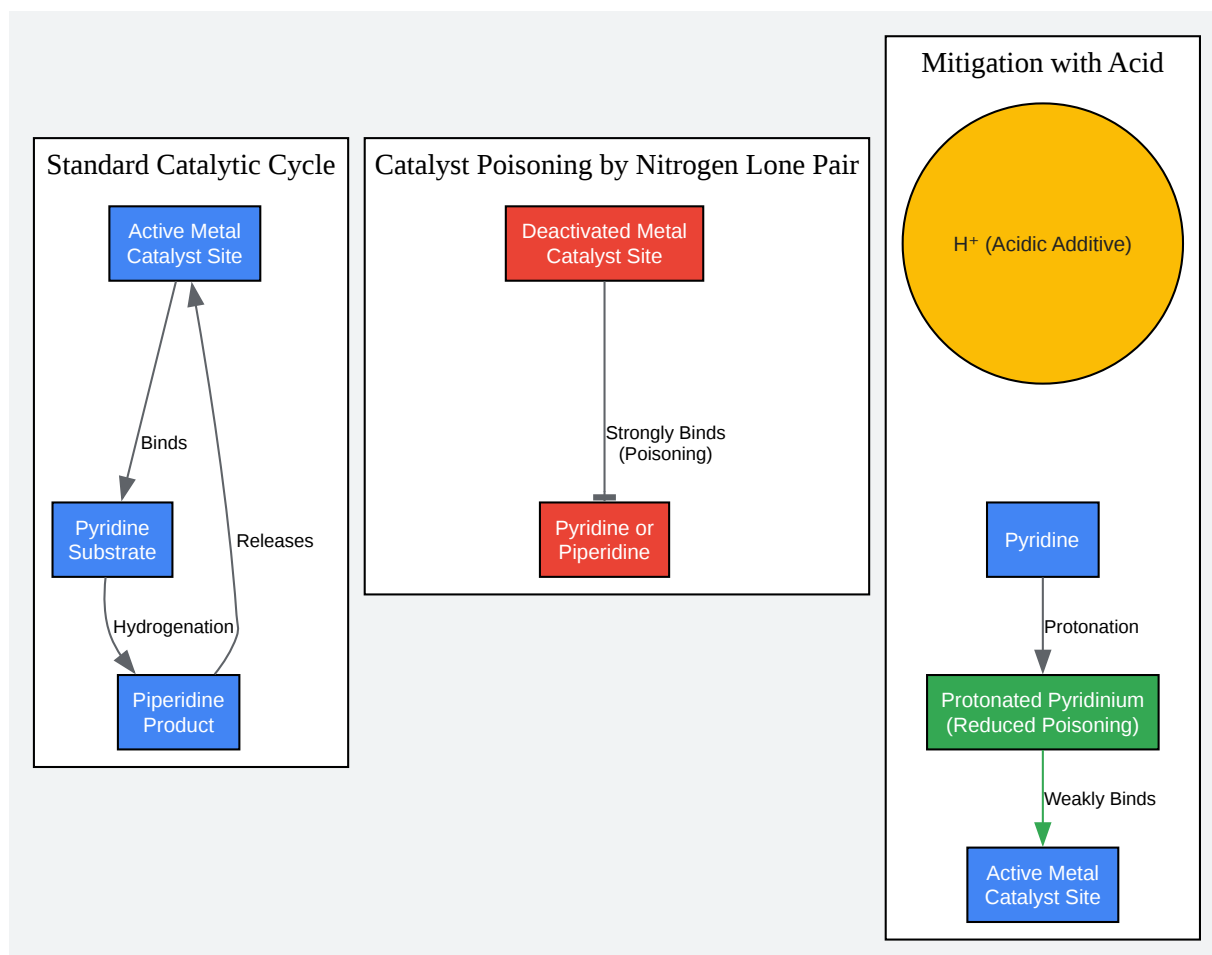 Standard Catalytic Cycle
Active Metal
Catalyst Site
Binds
Pyridine
Substrate
Releases
Hydrogenation
Piperidine
Product
Catalyst Poisoning by Nitrogen Lone Pair
Deactivated Metal
Catalyst Site
Strongly Binds
(Poisoning)
Pyridine or
Piperidine
Mitigation with Acid
H⁺ (Acidic Additive)
Pyridine
Protonation
Protonated Pyridinium
(Reduced Poisoning)
Weakly Binds
Active Metal
Catalyst Site